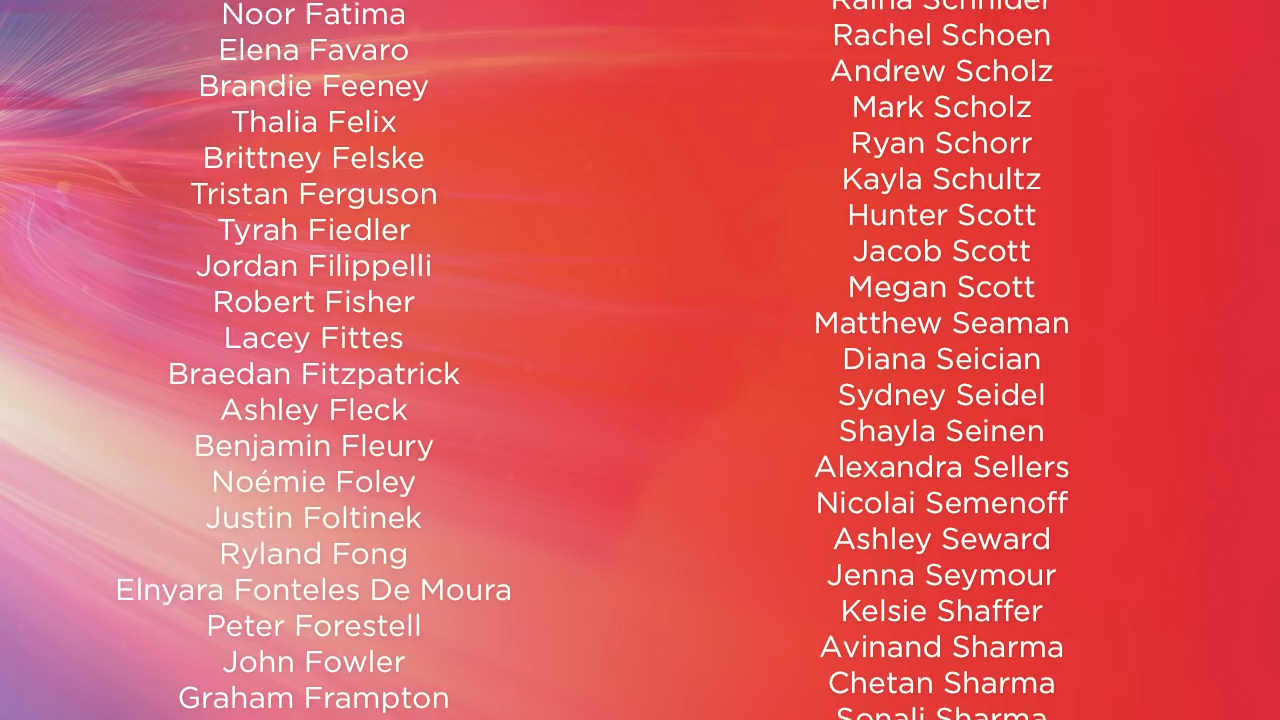 Noor Fatima
Elena Favaro
Brandie Feeney
Thalia Felix
Brittney Felske
Tristan Ferguson
Tyrah Fiedler
Jordan Filippelli
Robert Fisher
Lacey Fittes
Braedan Fitzpatrick
Ashley Fleck
Benjamin Fleury
Noémie Foley
Justin Foltinek
Ryland Fong
Elnyara Fonteles De Moura
Peter Forestell
John Fowler
Graham Frampton
Raina Schnider
Rachel Schoen
Andrew Scholz
Mark Scholz
Ryan Schorr
Kayla Schultz
Hunter Scott
Jacob Scott
Megan Scott
Matthew Seaman
Diana Seician
Sydney Seidel
Shayla Seinen
Alexandra Sellers
Nicolai Semenoff
Ashley Seward
Jenna Seymour
Kelsie Shaffer
Avinand Sharma
Chetan Sharma
Sonali Sharma